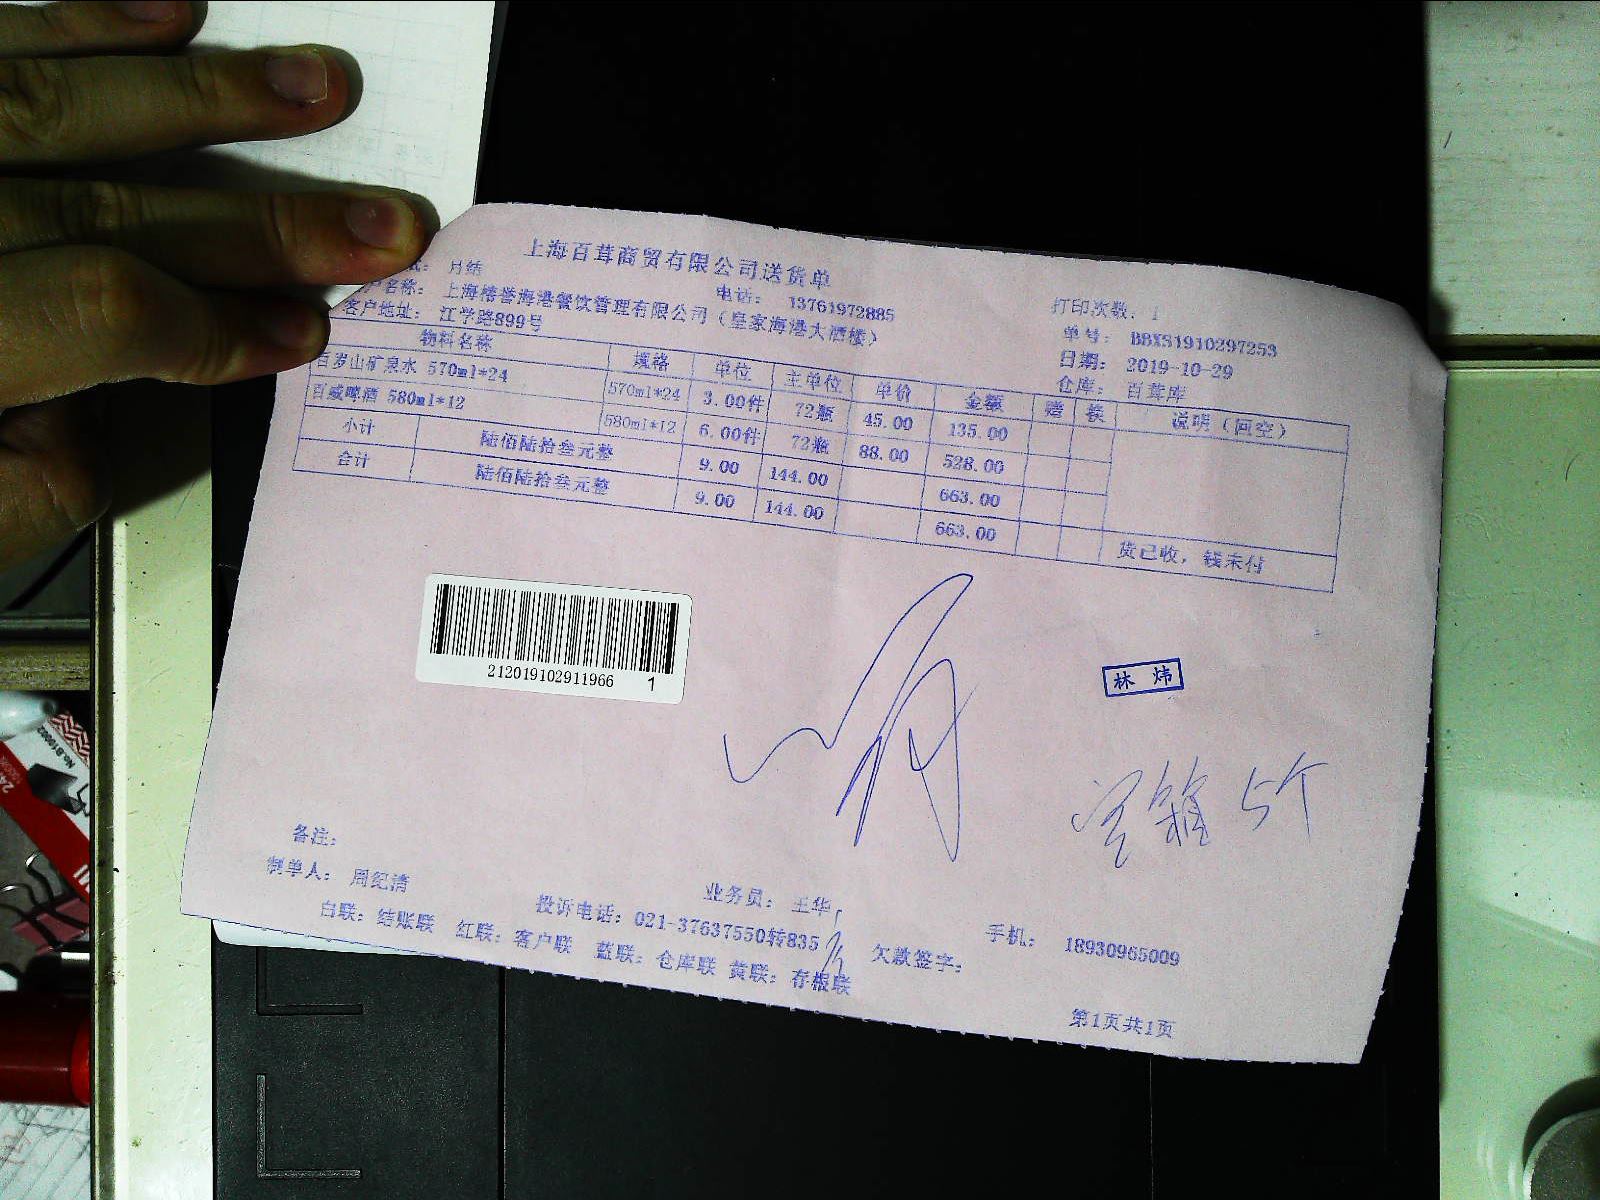 上海百茸商贸有限公司送货单
月结 电话： 13761972885 打印次数：1
户名称： 上海榕誉海港餐饮管理有限公司（皇家海港大酒楼） 单号： BBXS1910297253
客户地址： 江学路899号 日期： 2019-10-29
仓库： 百茸库
物料名称 规格 单位 主单位 单价 金额 赠 换 说明（回空）
百岁山矿泉水 570ml*24 570ml*24 3.00件 72瓶 45.00 135.00
百威啤酒 580ml*12 580ml*12 6.00件 72瓶 88.00 528.00
小计 陆佰陆拾叁元整 9.00 144.00 663.00
合计 陆佰陆拾叁元整 9.00 144.00 663.00 货已收，钱未付
212019102911966 1
林 炜
空箱 5个
备注：
制单人： 周纪清 业务员： 王华 手机： 18930965009
投诉电话：021-37637550转835 欠款签字：
白联：结账联 红联：客户联 蓝联：仓库联 黄联：存根联
第1页共1页
No.B10002